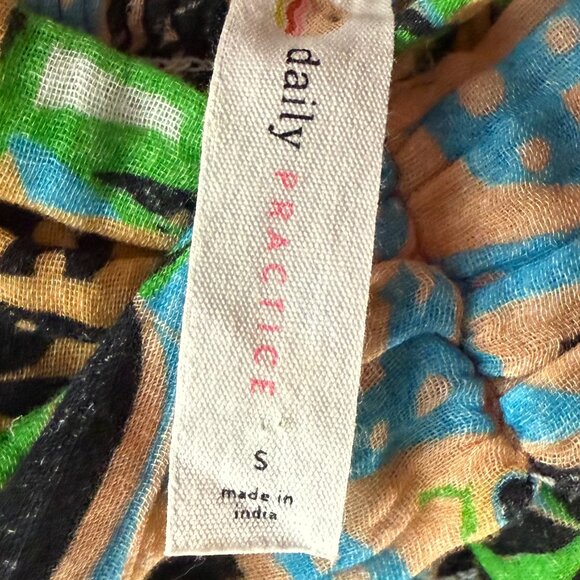 daily PRACTICE
S
made in
india